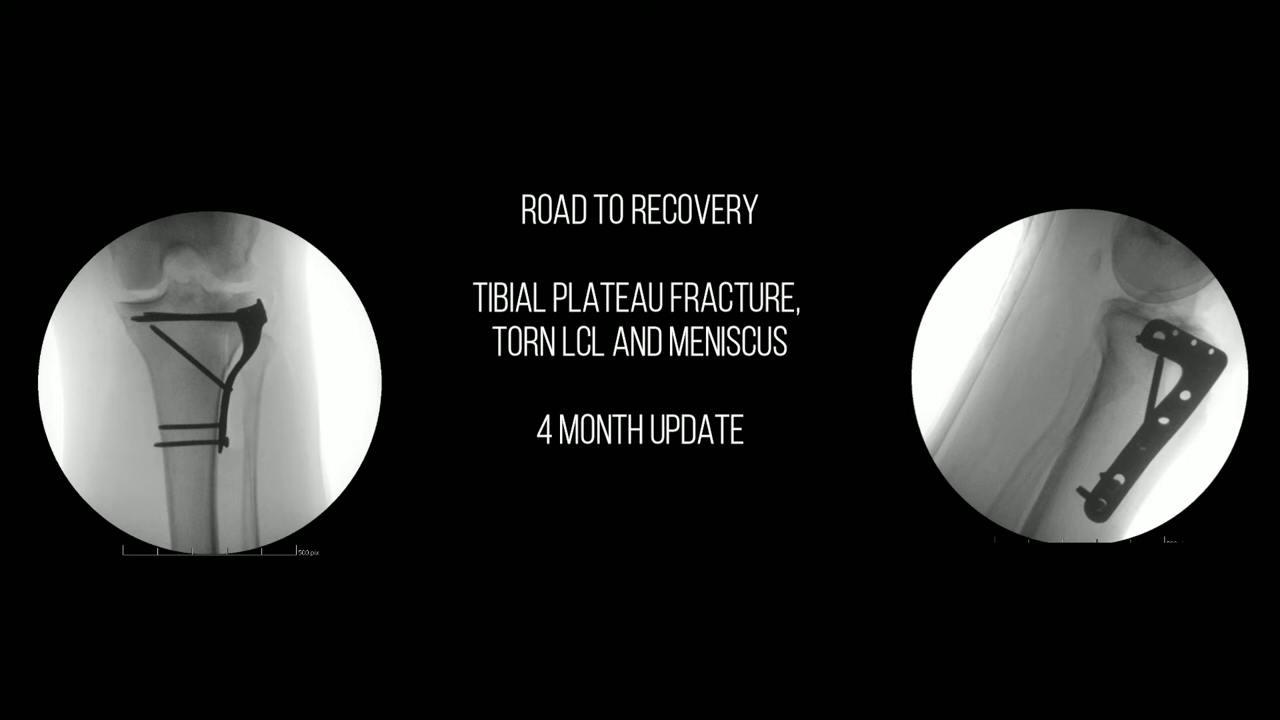 ROAD TO RECOVERY
TIBIAL PLATEAU FRACTURE,
TORN LCL AND MENISCUS
4 MONTH UPDATE